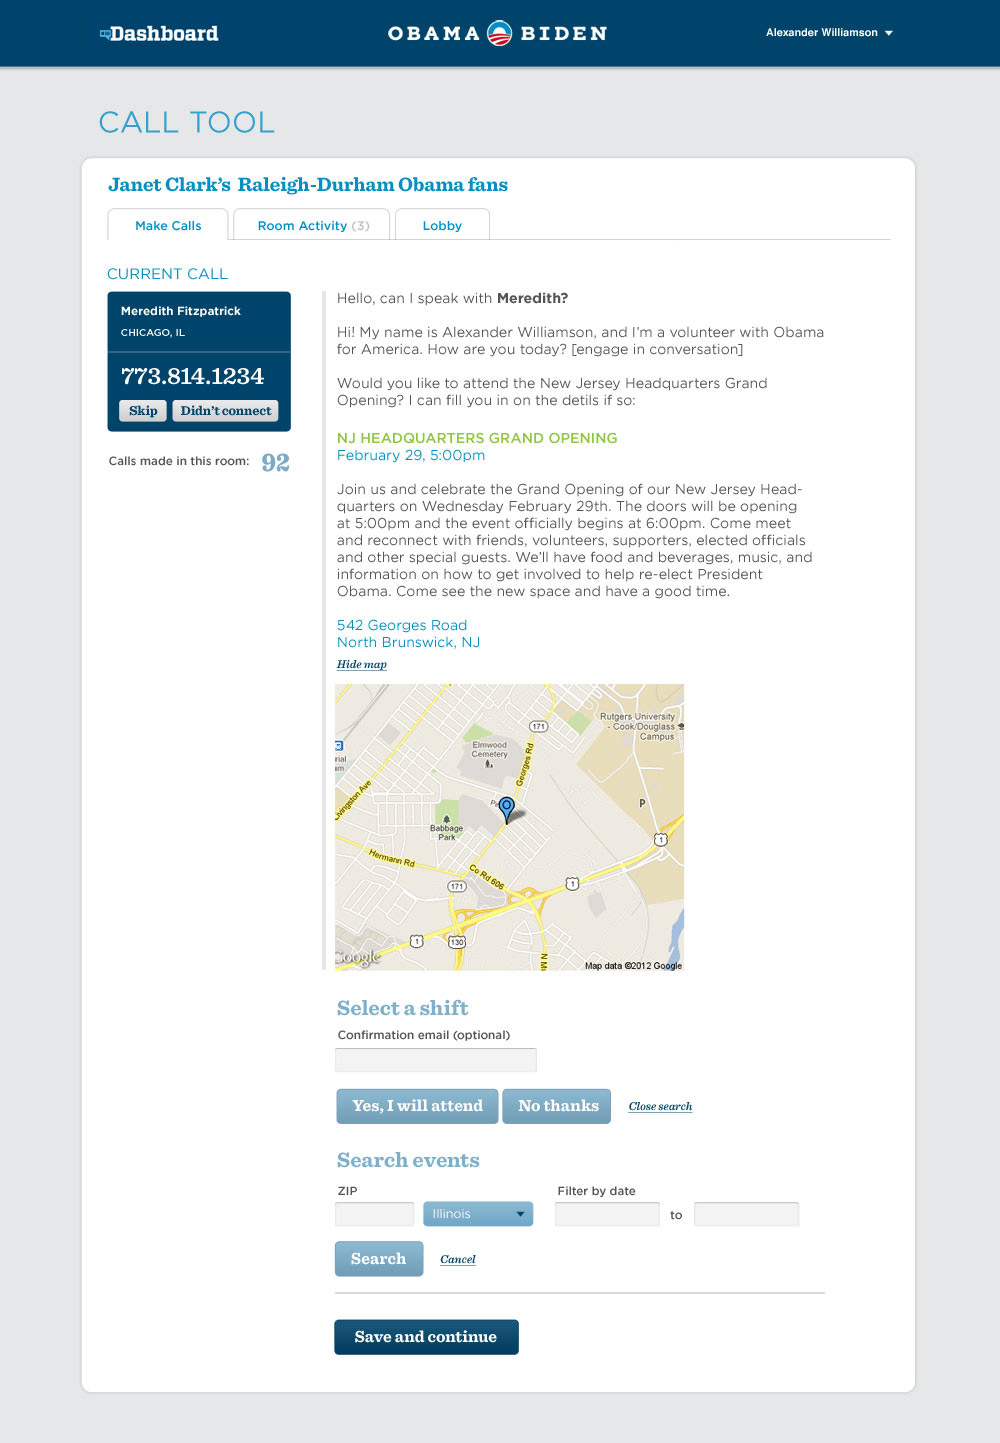 Dashboard
OBAMA BIDEN
Alexander Williamson
CALL TOOL
Janet Clark's Raleigh-Durham Obama fans
Make Calls
Room Activity (3)
Lobby
CURRENT CALL
Meredith Fitzpatrick
CHICAGO, IL
773.814.1234
Skip
Didn't connect
Calls made in this room: 92
Hello, can I speak with Meredith?
Hi! My name is Alexander Williamson, and I'm a volunteer with Obama
for America. How are you today? [engage in conversation]
Would you like to attend the New Jersey Headquarters Grand
Opening? I can fill you in on the detils if so:
NJ HEADQUARTERS GRAND OPENING
February 29, 5:00pm
Join us and celebrate the Grand Opening of our New Jersey Head-
quarters on Wednesday February 29th. The doors will be opening
at 5:00pm and the event officially begins at 6:00pm. Come meet
and reconnect with friends, volunteers, supporters, elected officials
and other special guests. We'll have food and beverages, music, and
information on how to get involved to help re-elect President
Obama. Come see the new space and have a good time.
542 Georges Road
North Brunswick, NJ
Hide map
Rutgers University
- Cook/Douglass
Campus
171
Elmwood
Cemetery
Georges Rd
rial
um
Livingston Ave
P
Babbage
Park
1
Hermann Rd
Co Rd 606
171
1
1
130
N M
Google
Map data ©2012 Google
Select a shift
Confirmation email (optional)
Yes, I will attend
No thanks
Close search
Search events
ZIP
Filter by date
Illinois
to
Search
Cancel
Save and continue